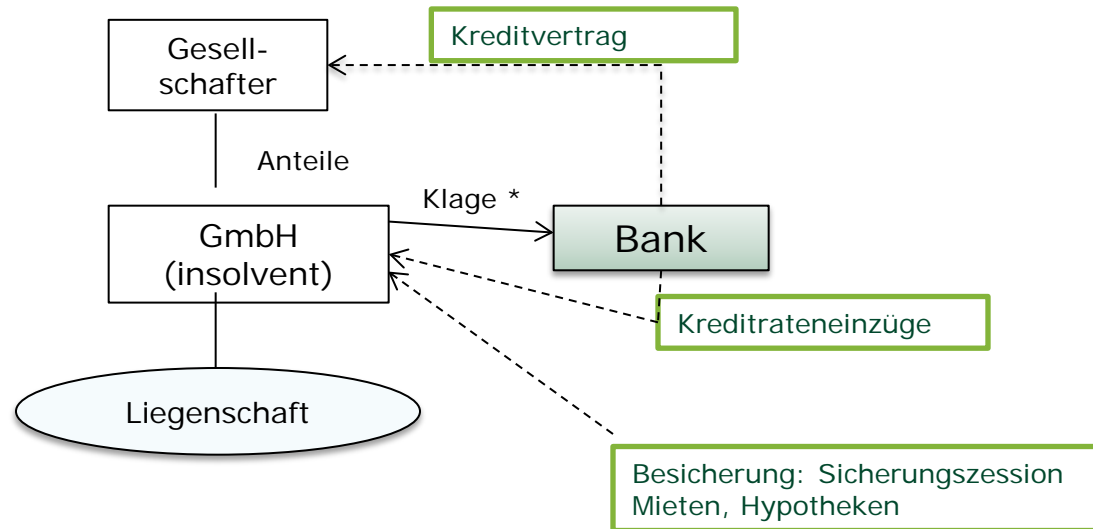 Kreditvertrag
Gesell-
schafter
Anteile
Klage *
GmbH
(insolvent)
Bank
Kreditrateneinzüge
Liegenschaft
Besicherung: Sicherungszession
Mieten, Hypotheken